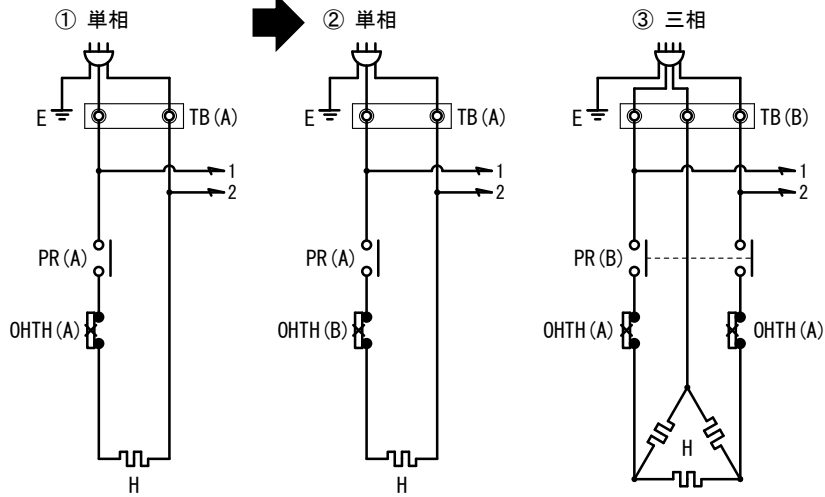 ① 単相
② 単相
③ 三相
E
TB(A)
1
2
PR(A)
OHTH(A)
H
E
TB(A)
1
2
PR(A)
OHTH(B)
H
E
TB(B)
1
2
PR(B)
OHTH(A)
OHTH(A)
H